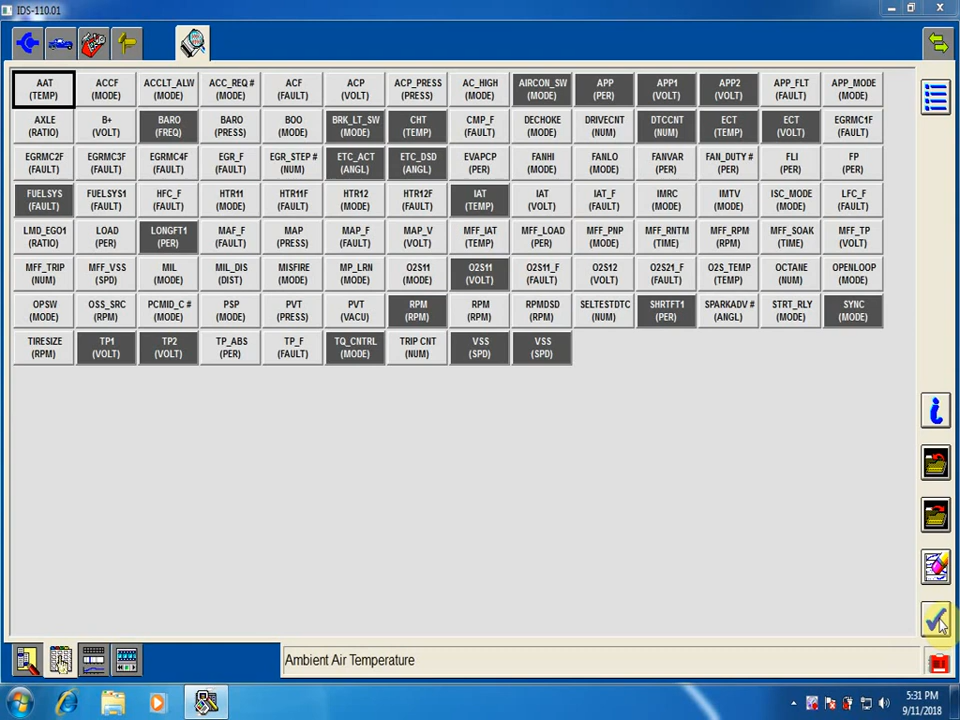 IDS-110.01
AAT ACCF ACCLT_ALW ACC_REQ # ACF ACP ACP_PRESS AC_HIGH AIRCON_SW APP APP1 APP2 APP_FLT APP_MODE
(TEMP) (MODE) (MODE) (MODE) (FAULT) (VOLT) (PRESS) (MODE) (MODE) (PER) (VOLT) (VOLT) (FAULT) (MODE)
AXLE B+ BARO BARO BOO BRK_LT_SW CHT CMP_F DECHOKE DRIVECNT DTCCNT ECT ECT EGRMC1F
(RATIO) (VOLT) (FREQ) (PRESS) (MODE) (MODE) (TEMP) (FAULT) (MODE) (NUM) (NUM) (TEMP) (VOLT) (FAULT)
EGRMC2F EGRMC3F EGRMC4F EGR_F EGR_STEP # ETC_ACT ETC_DSD EVAPCP FANHI FANLO FANVAR FAN_DUTY # FLI FP
(FAULT) (FAULT) (FAULT) (FAULT) (NUM) (ANGL) (ANGL) (PER) (MODE) (MODE) (PER) (PER) (PER) (PER)
FUELSYS FUELSYS1 HFC_F HTR11 HTR11F HTR12 HTR12F IAT IAT IAT_F IMRC IMTV ISC_MODE LFC_F
(FAULT) (FAULT) (FAULT) (MODE) (FAULT) (MODE) (FAULT) (TEMP) (VOLT) (FAULT) (MODE) (MODE) (MODE) (FAULT)
LMD_EGO1 LOAD LONGFT1 MAF_F MAP MAP_F MAP_V MFF_IAT MFF_LOAD MFF_PNP MFF_RNTM MFF_RPM MFF_SOAK MFF_TP
(RATIO) (PER) (PER) (FAULT) (PRESS) (FAULT) (VOLT) (TEMP) (PER) (MODE) (TIME) (RPM) (TIME) (VOLT)
MFF_TRIP MFF_VSS MIL MIL_DIS MISFIRE MP_LRN O2S11 O2S11 O2S11_F O2S12 O2S21_F O2S_TEMP OCTANE OPENLOOP
(NUM) (SPD) (MODE) (DIST) (MODE) (MODE) (MODE) (VOLT) (FAULT) (VOLT) (FAULT) (TEMP) (NUM) (MODE)
OPSW OSS_SRC PCMID_C # PSP PVT PVT RPM RPM RPMDSD SELTESTDTC SHRTFT1 SPARKADV # STRT_RLY SYNC
(MODE) (RPM) (MODE) (MODE) (PRESS) (VACU) (RPM) (RPM) (RPM) (NUM) (PER) (ANGL) (MODE) (MODE)
TIRESIZE TP1 TP2 TP_ABS TP_F TQ_CNTRL TRIP CNT VSS VSS
(RPM) (VOLT) (VOLT) (PER) (FAULT) (MODE) (NUM) (SPD) (SPD)
Ambient Air Temperature
5:31 PM
9/11/2018